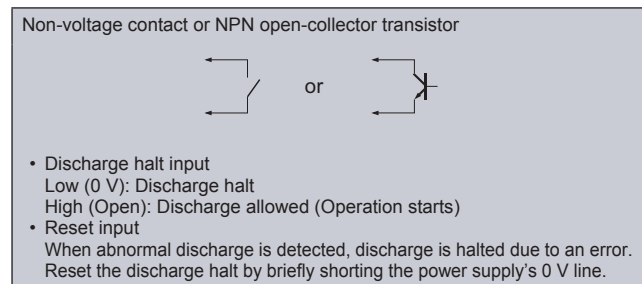 Non-voltage contact or NPN open-collector transistor
or
• Discharge halt input
Low (0 V): Discharge halt
High (Open): Discharge allowed (Operation starts)
• Reset input
When abnormal discharge is detected, discharge is halted due to an error.
Reset the discharge halt by briefly shorting the power supply's 0 V line.